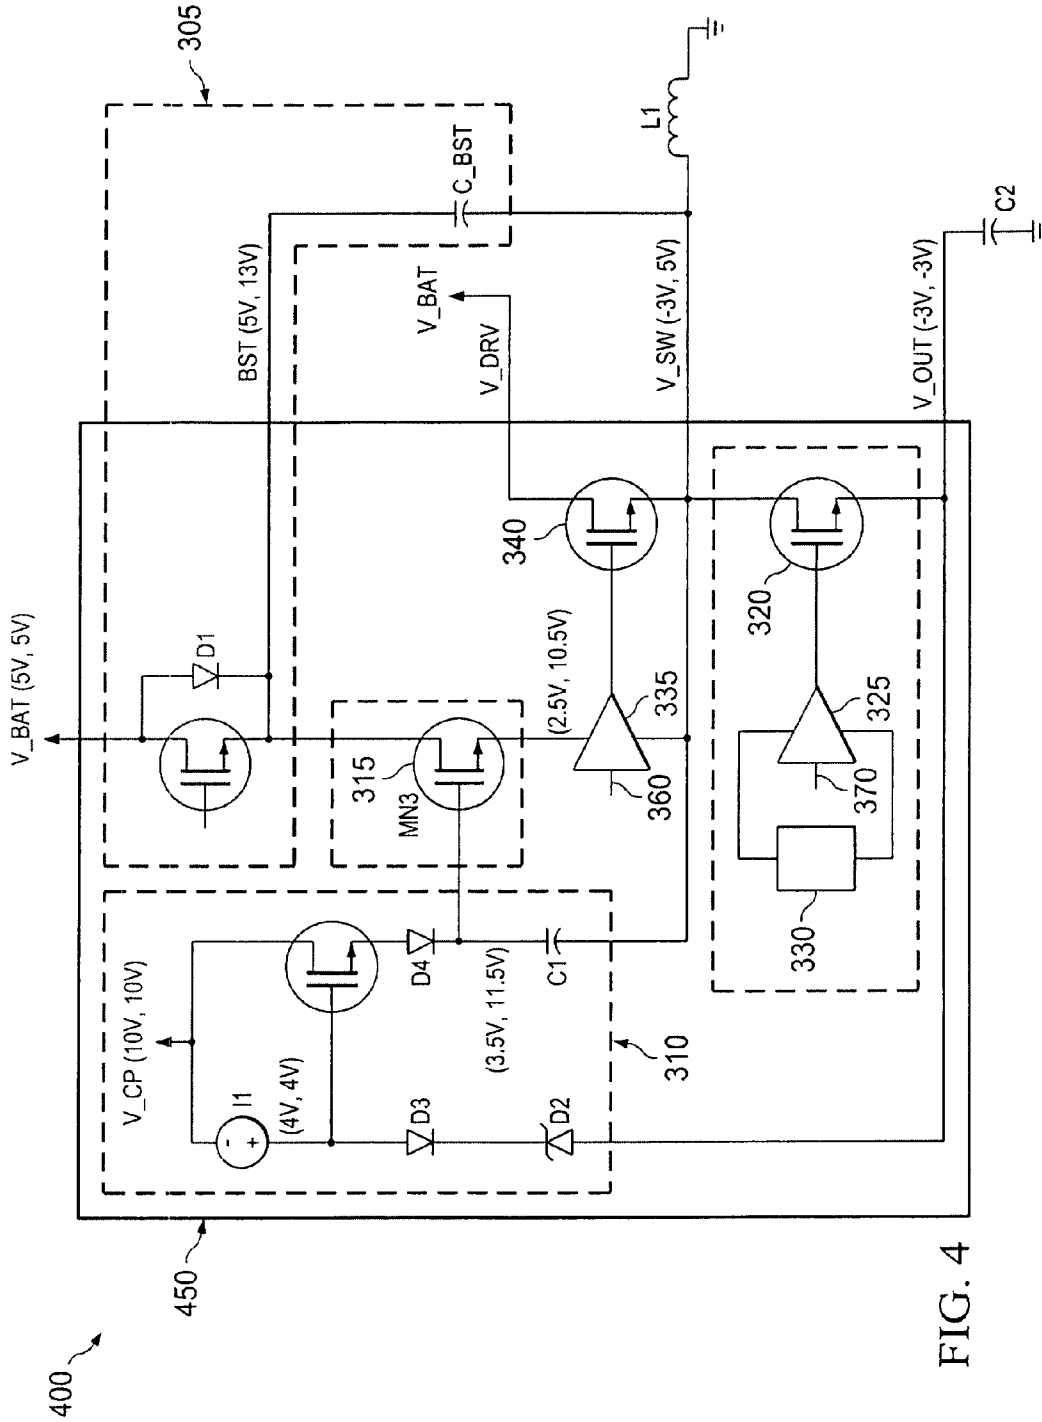 400
450
305
V_BAT (5V, 5V)
D1
BST (5V, 13V)
C_BST
V_BAT
V_DRV
L1
V_SW (-3V, 5V)
V_OUT (-3V, -3V)
C2
V_CP (10V, 10V)
I1
-
+
(4V, 4V)
D3
D2
D4
(3.5V, 11.5V)
C1
310
315
MN3
(2.5V, 10.5V)
335
360
340
320
325
370
330
FIG. 4